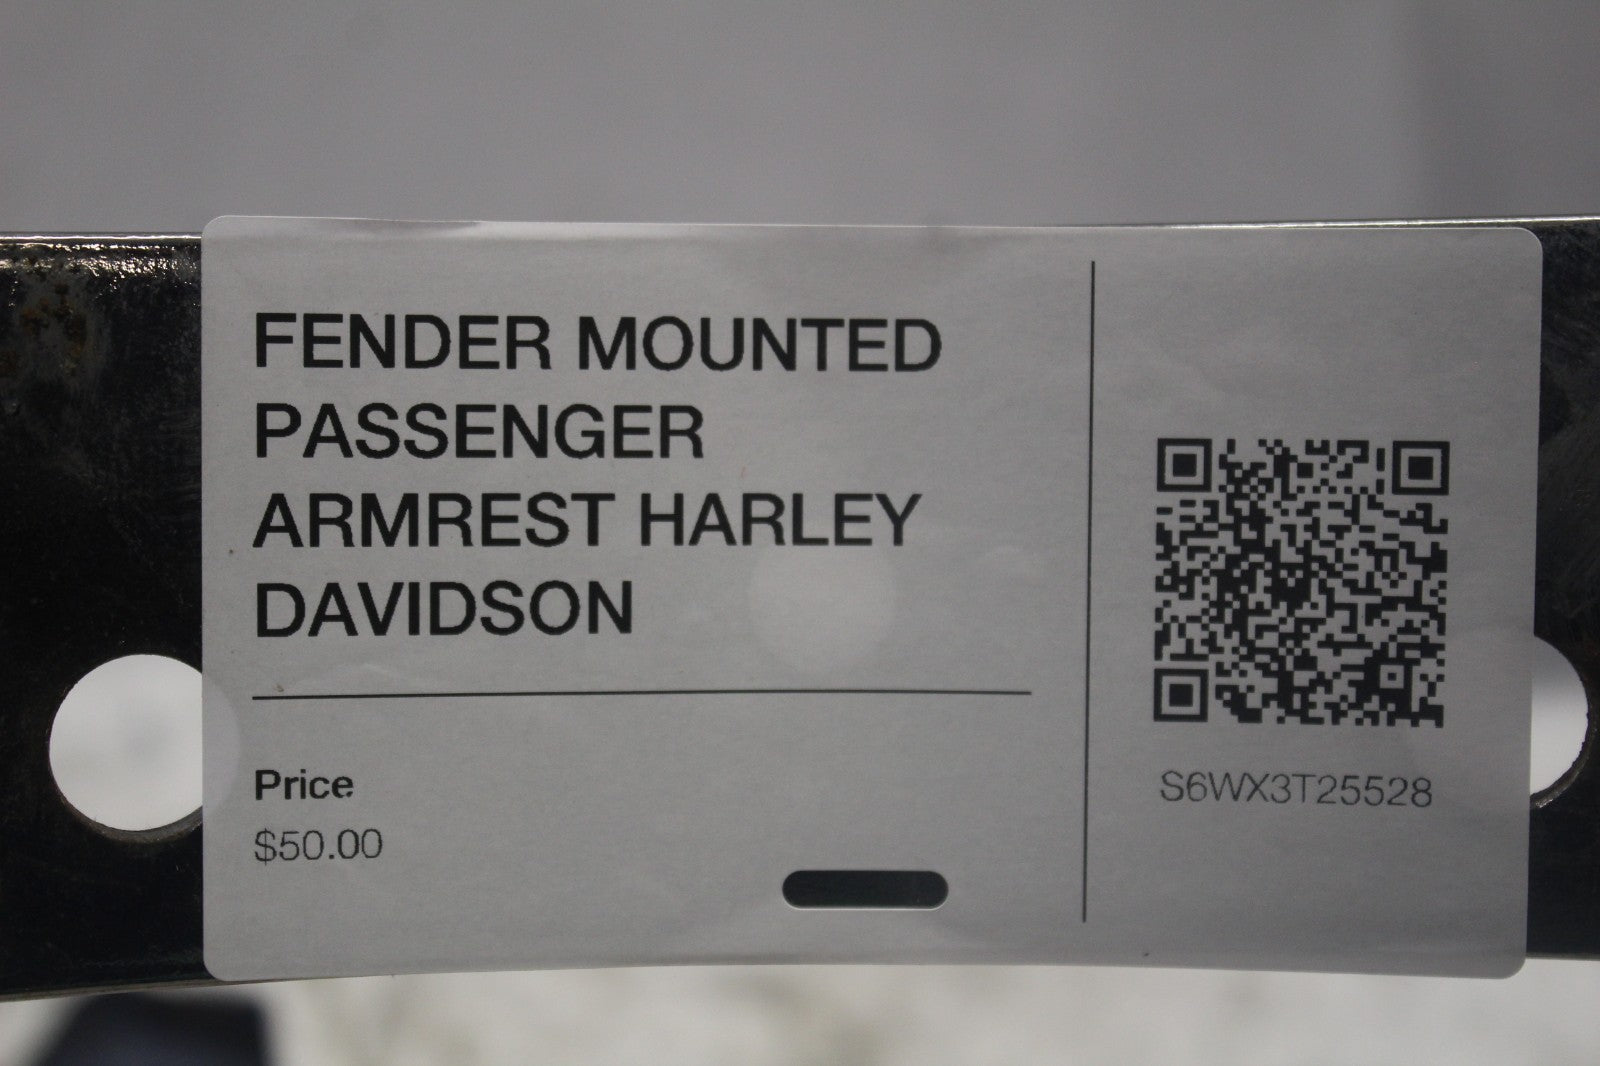 FENDER MOUNTED
PASSENGER
ARMREST HARLEY
DAVIDSON
Price
$50.00
S6WX3T25528